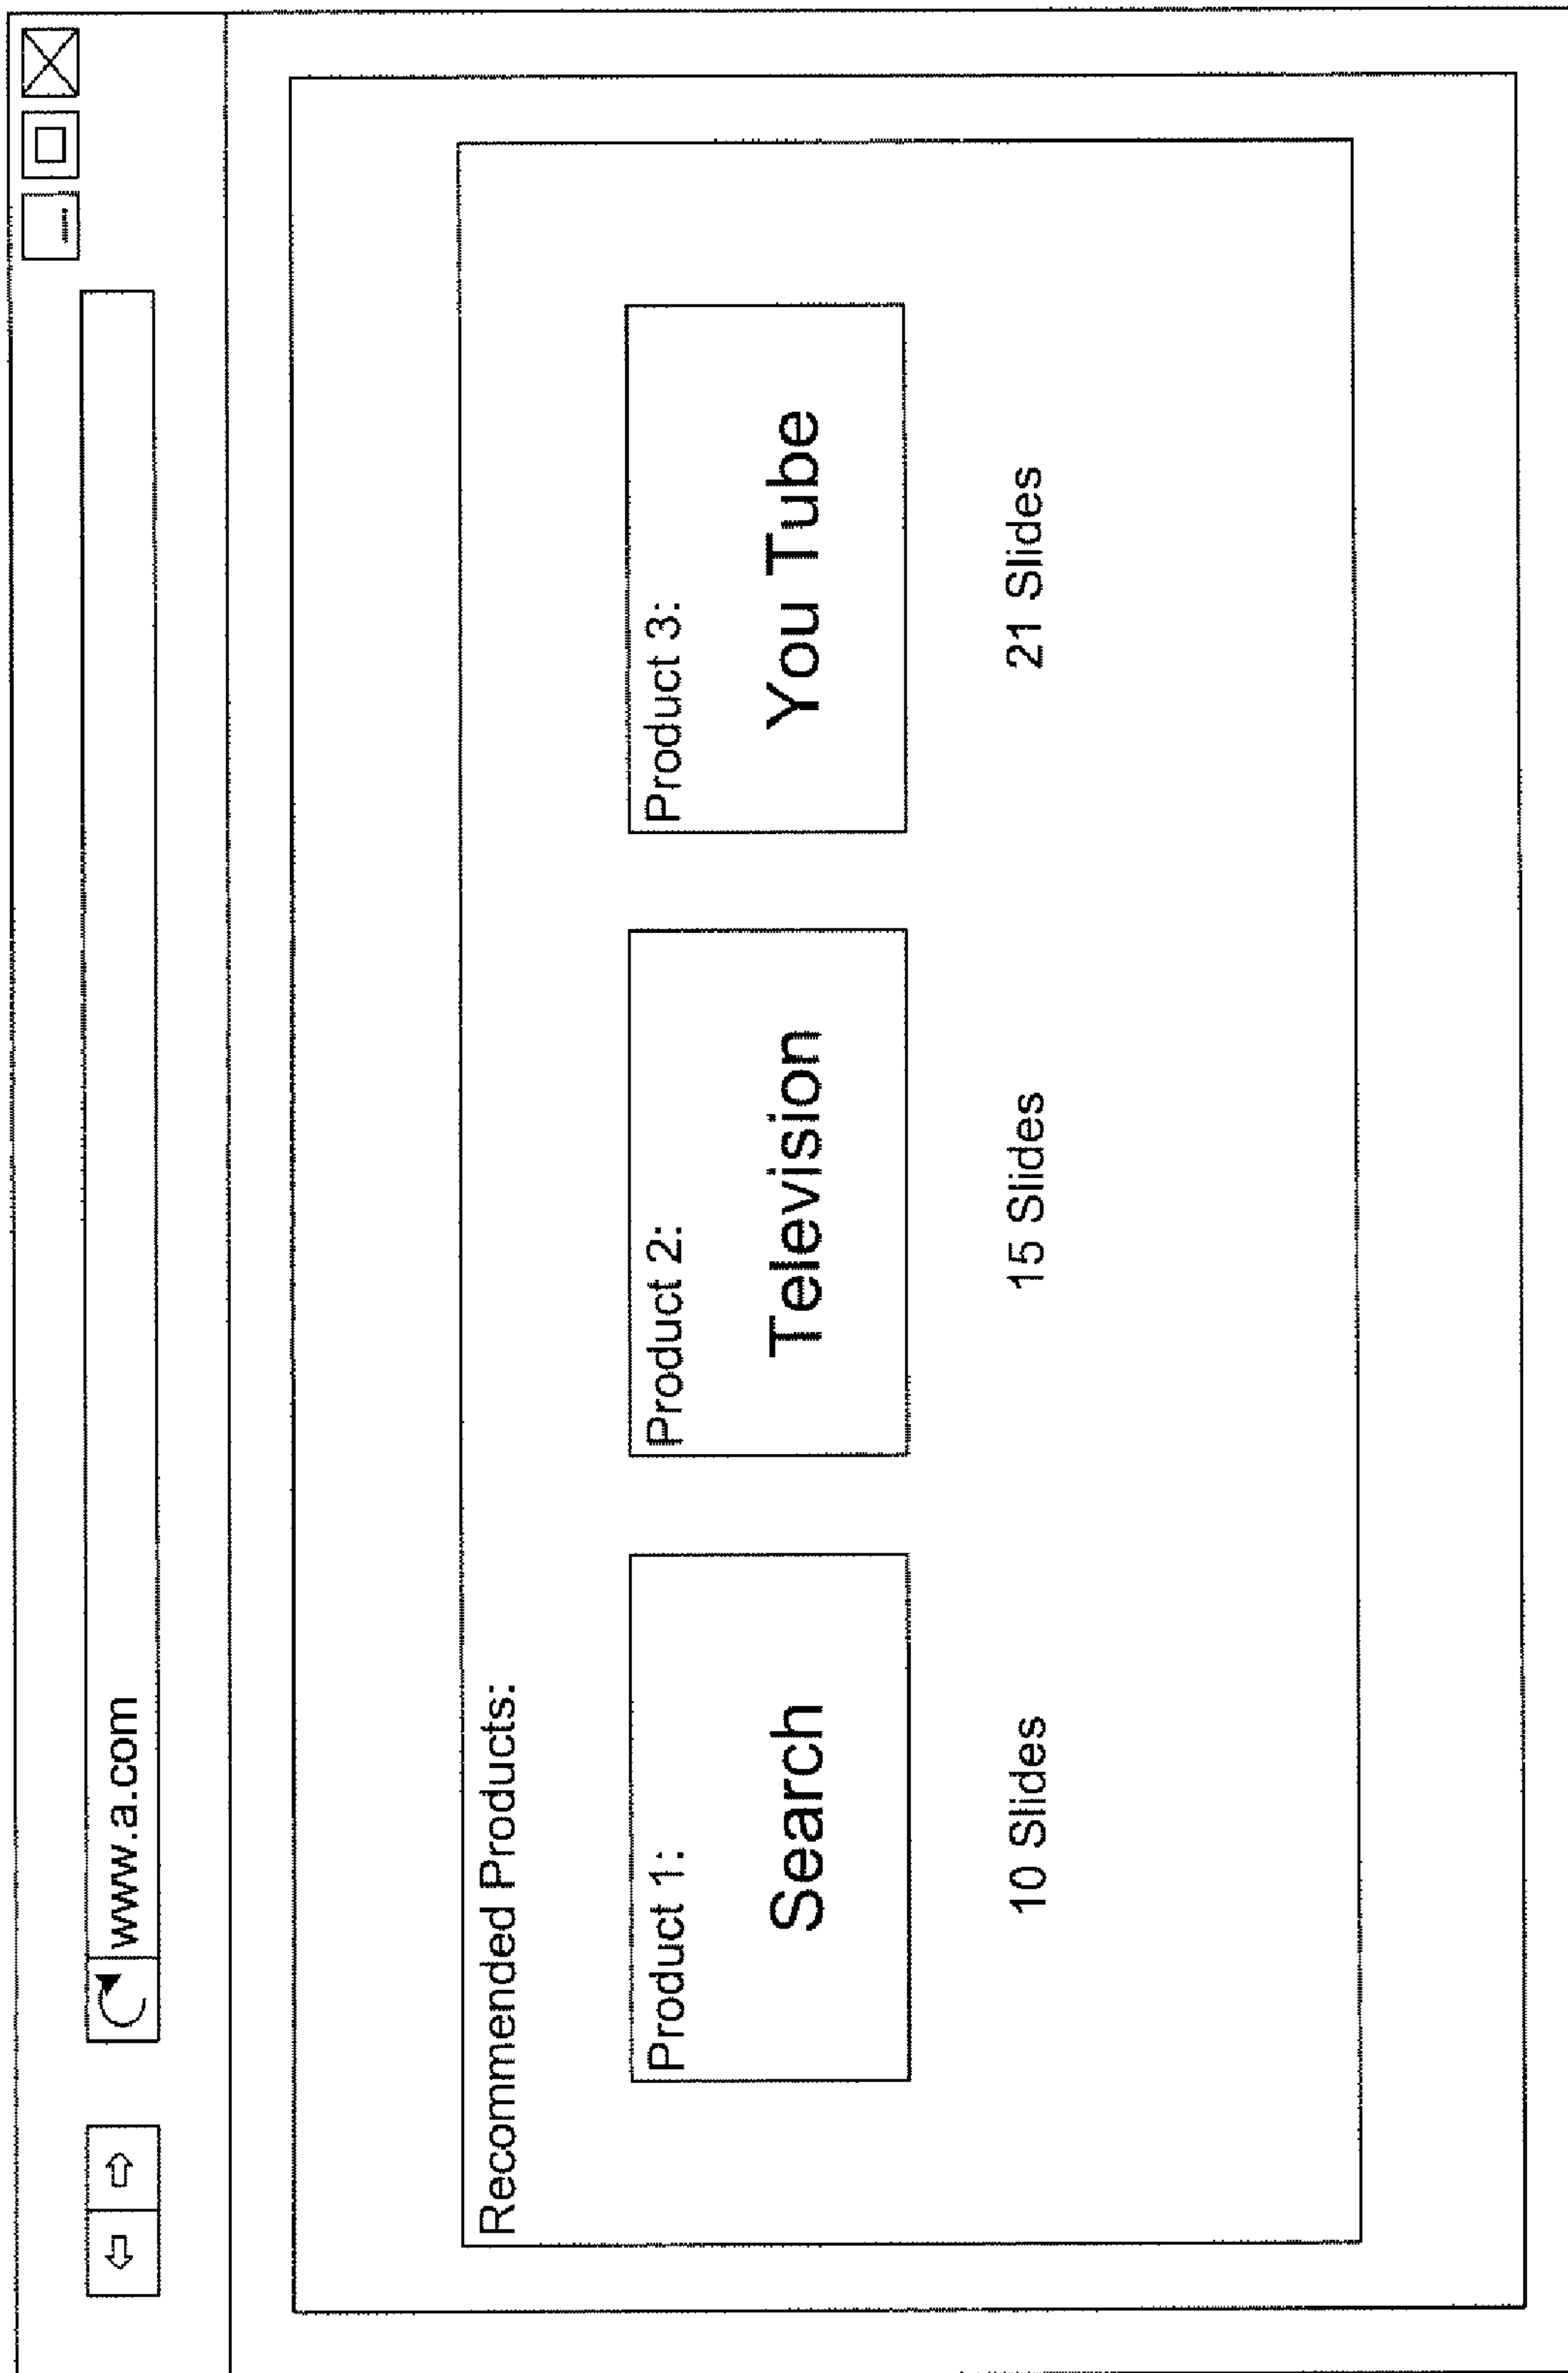 www.a.com
Recommended Products:
Product 1:
Search
10 Slides
Product 2:
Television
15 Slides
Product 3:
You Tube
21 Slides